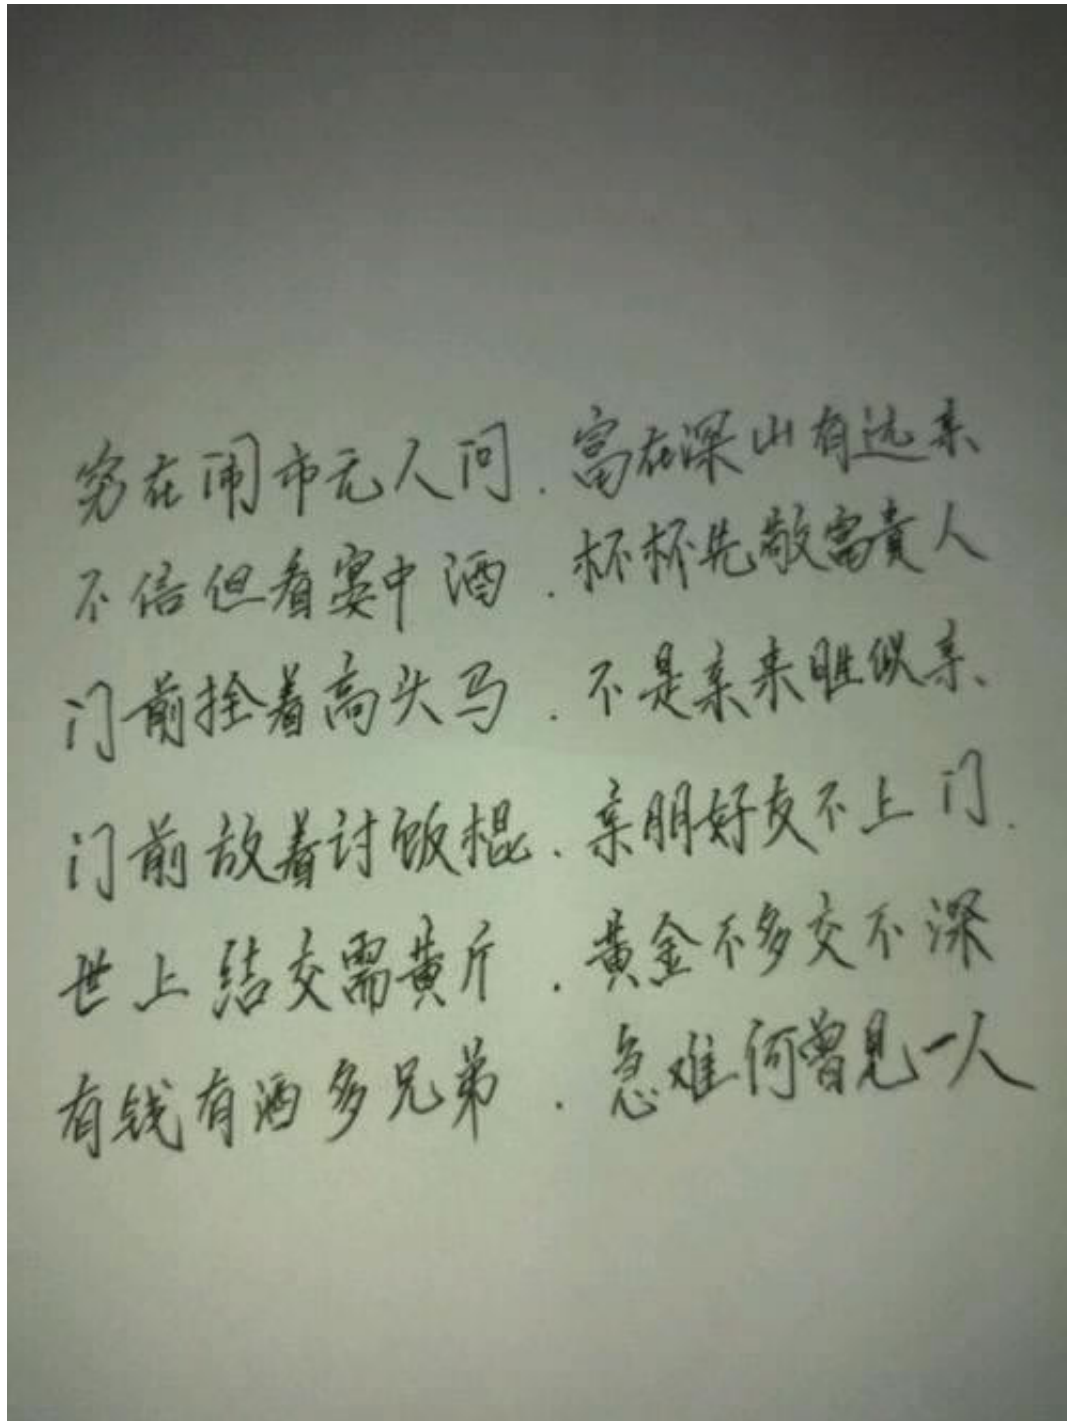 穷在闹市无人问.富在深山有远亲
不信但看宴中酒.杯杯先敬富贵人
门前拴着高头马.不是亲来胜似亲、
门前放着讨饭棍.亲朋好友不上门.
世上结交需黄斤.黄金不多交不深
有钱有酒多兄弟.急难何曾见一人